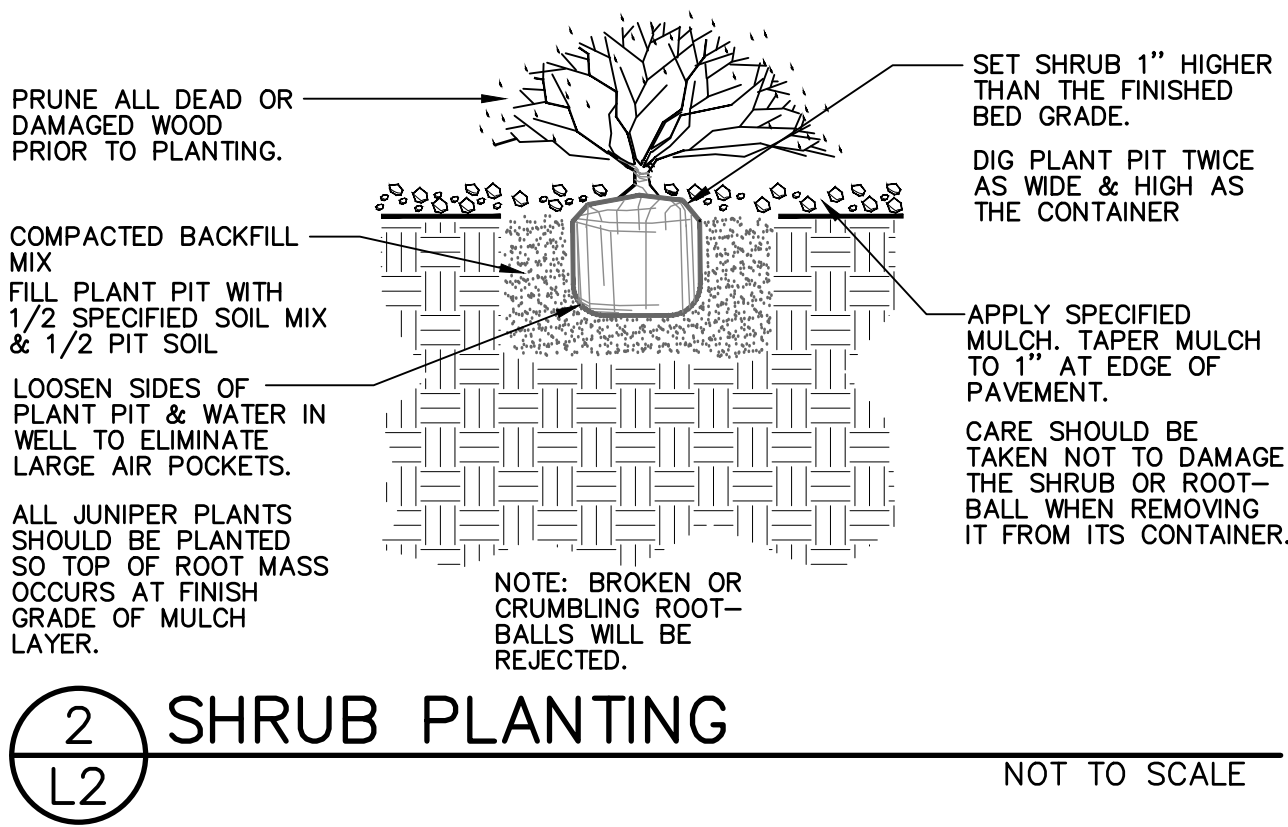 PRUNE ALL DEAD OR
DAMAGED WOOD
PRIOR TO PLANTING.
COMPACTED BACKFILL
MIX
FILL PLANT PIT WITH
1/2 SPECIFIED SOIL MIX
& 1/2 PIT SOIL
LOOSEN SIDES OF
PLANT PIT & WATER IN
WELL TO ELIMINATE
LARGE AIR POCKETS.
ALL JUNIPER PLANTS
SHOULD BE PLANTED
SO TOP OF ROOT MASS
OCCURS AT FINISH
GRADE OF MULCH
LAYER.
SET SHRUB 1" HIGHER
THAN THE FINISHED
BED GRADE.
DIG PLANT PIT TWICE
AS WIDE & HIGH AS
THE CONTAINER
APPLY SPECIFIED
MULCH. TAPER MULCH
TO 1" AT EDGE OF
PAVEMENT.
CARE SHOULD BE
TAKEN NOT TO DAMAGE
THE SHRUB OR ROOT-
BALL WHEN REMOVING
IT FROM ITS CONTAINER.
NOTE: BROKEN OR
CRUMBLING ROOT-
BALLS WILL BE
REJECTED.
2
L2
SHRUB PLANTING
NOT TO SCALE